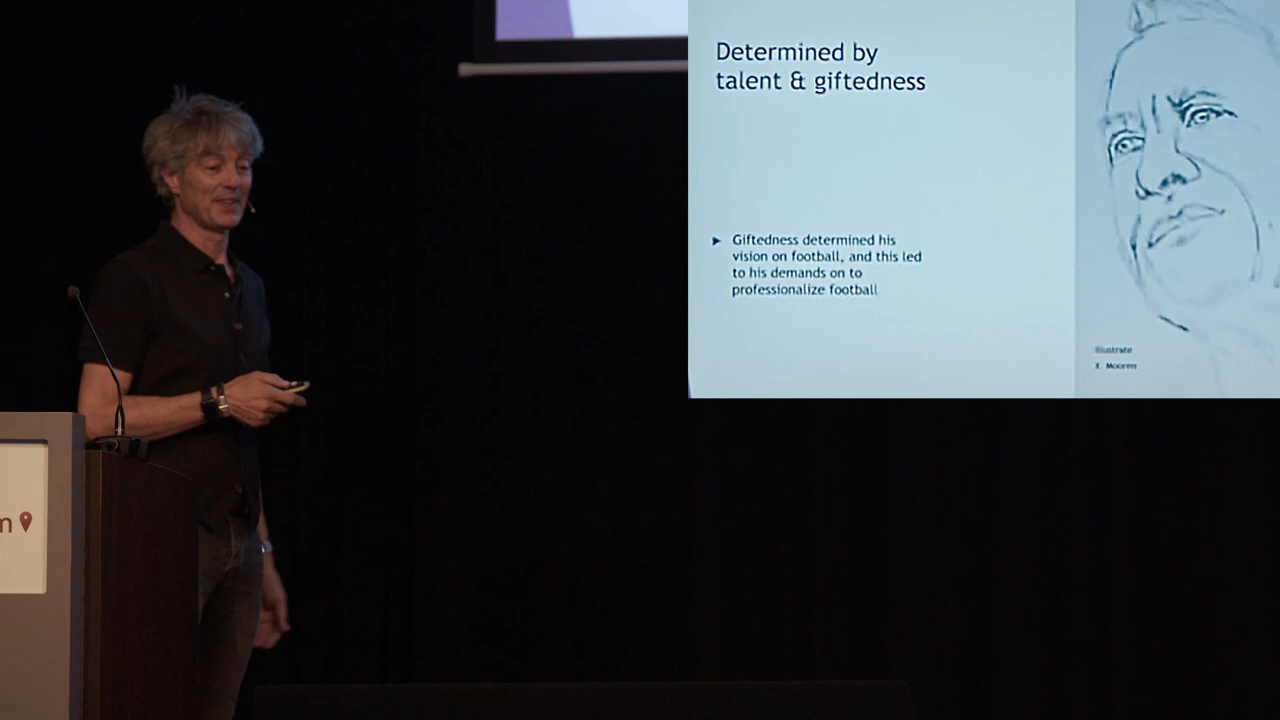 Determined by
talent & giftedness
Giftedness determined his
vision on football, and this led
to his demands on to
professionalize football
Illustrate
X Mooren
m